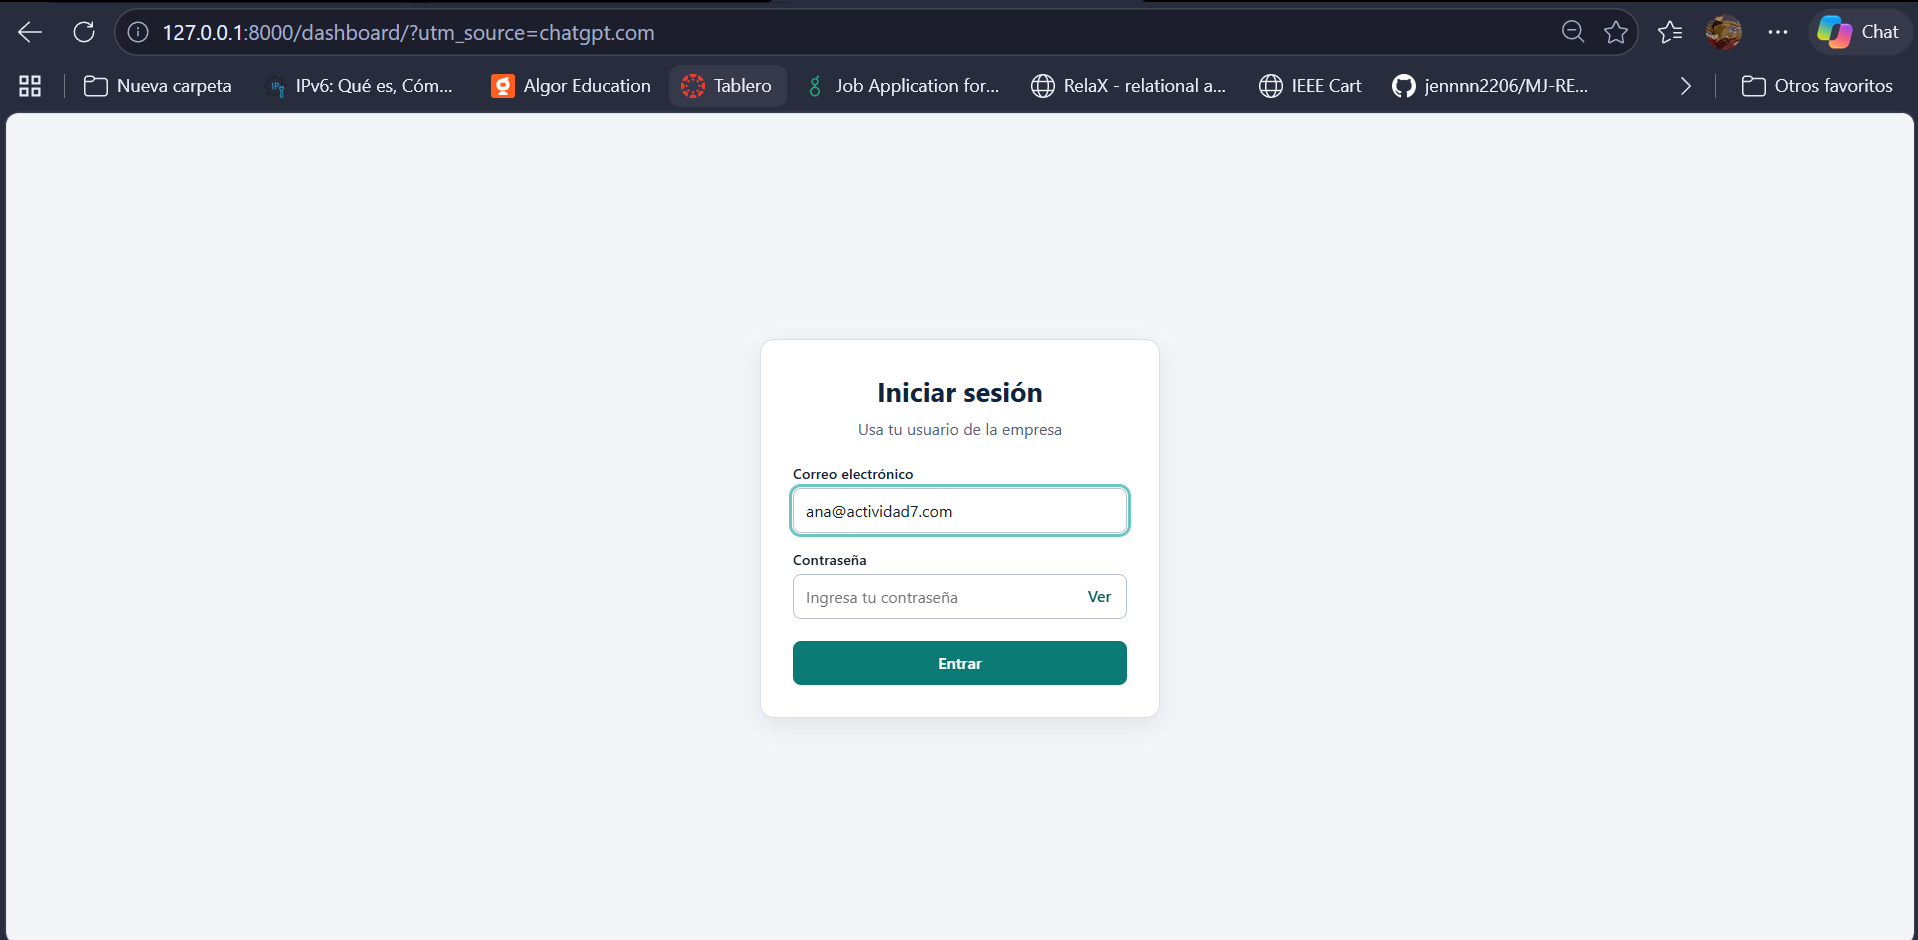 127.0.0.1:8000/dashboard/?utm_source=chatgpt.com
Chat
Nueva carpeta
IPv6: Qué es, Cóm...
Algor Education
Tablero
Job Application for...
RelaX - relational a...
IEEE Cart
jennnn2206/MJ-RE...
Otros favoritos
Iniciar sesión
Usa tu usuario de la empresa
Correo electrónico
ana@actividad7.com
Contraseña
Ingresa tu contraseña
Ver
Entrar